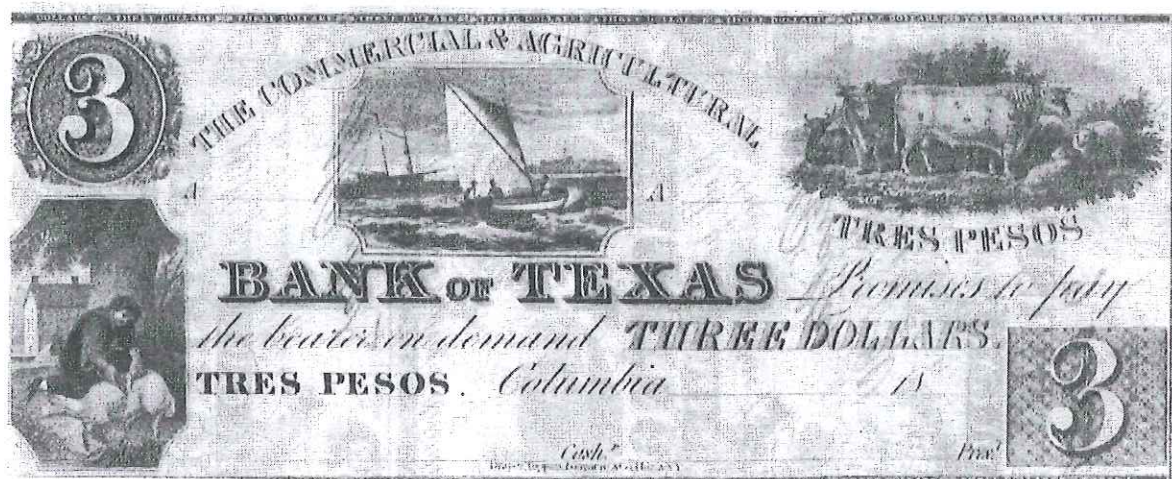 3
THE COMMERCIAL & AGRICULTURAL
A A
TRES PESOS
BANK OF TEXAS Promises to pay
the bearer on demand THREE DOLLARS.
TRES PESOS. Columbia 18
3
Cash.r Pres.t